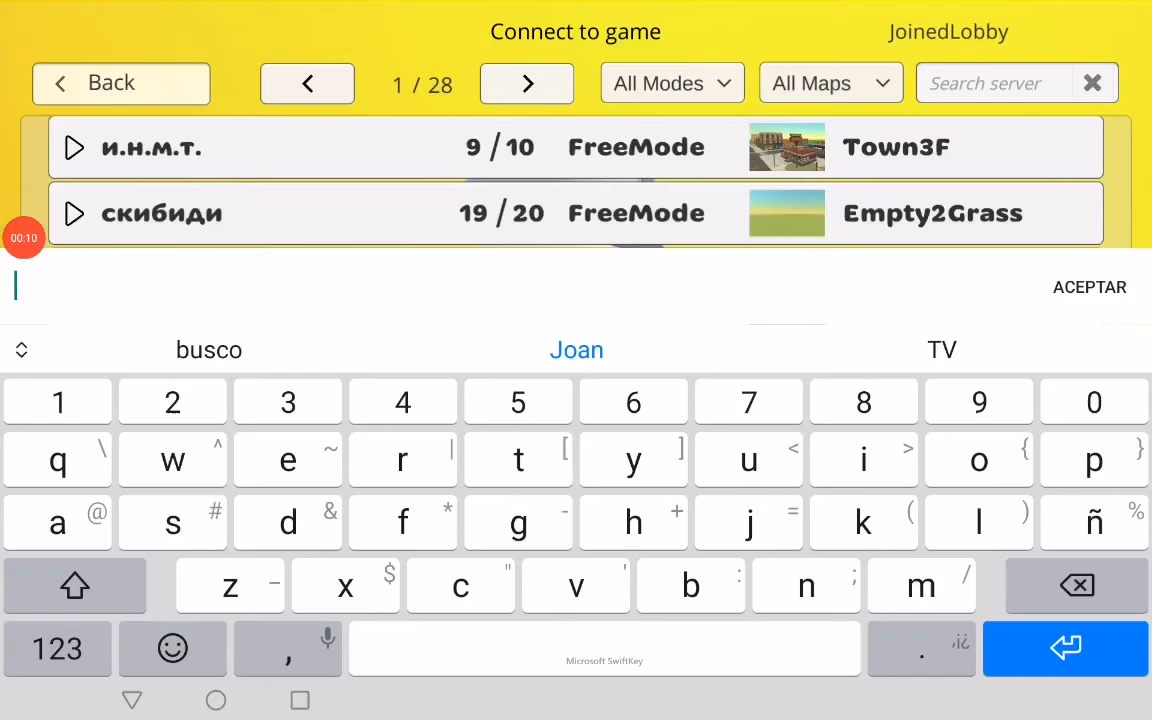 Connect to game
JoinedLobby
Back
1 / 28
All Modes
All Maps
Search server
и.н.м.т. 9 / 10 FreeMode Town3F
скибиди 19 / 20 FreeMode Empty2Grass
00:10
ACEPTAR
busco Joan TV
1 2 3 4 5 6 7 8 9 0
q \ w ^ e ~ r | t [ y ] u < i > o { p }
a @ s # d & f * g - h + j = k ( l ) ñ %
z _ x $ c " v ' b : n ; m /
123 , Microsoft SwiftKey . ,i¿